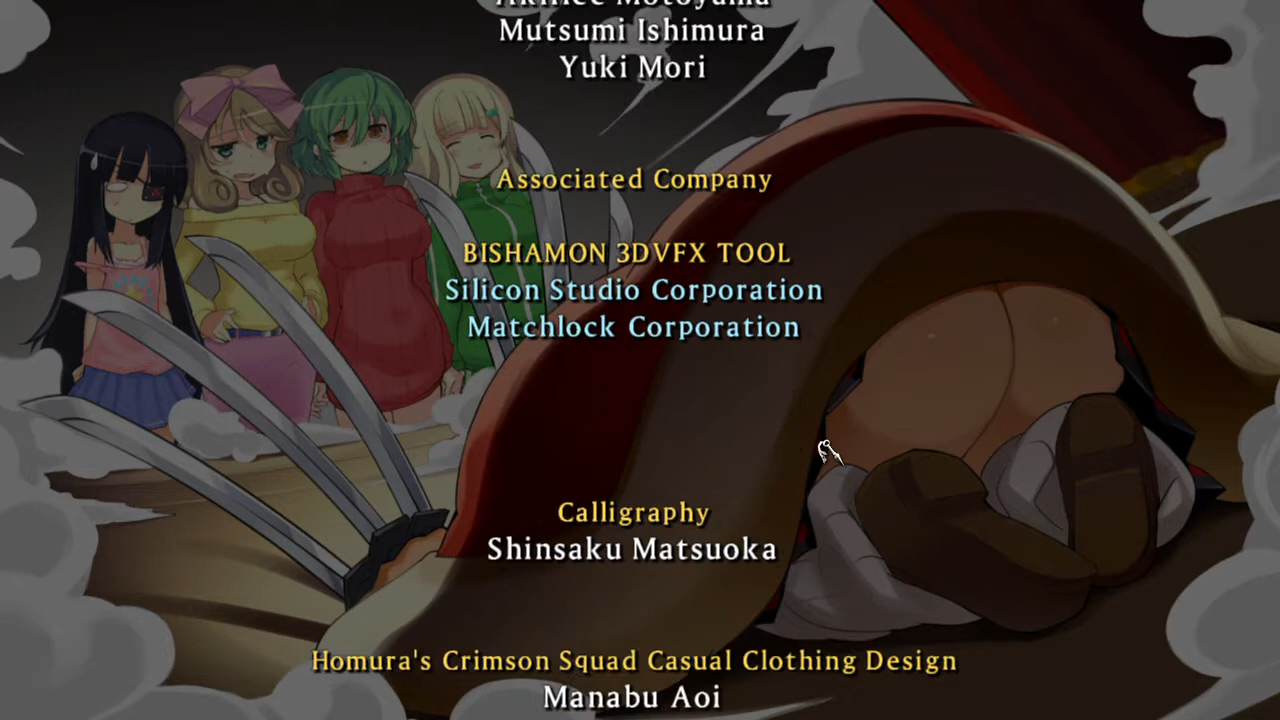 Mutsumi Ishimura
Yuki Mori
Associated Company
BISHAMON 3DVFX TOOL
Silicon Studio Corporation
Matchlock Corporation
Calligraphy
Shinsaku Matsuoka
Homura's Crimson Squad Casual Clothing Design
Manabu Aoi